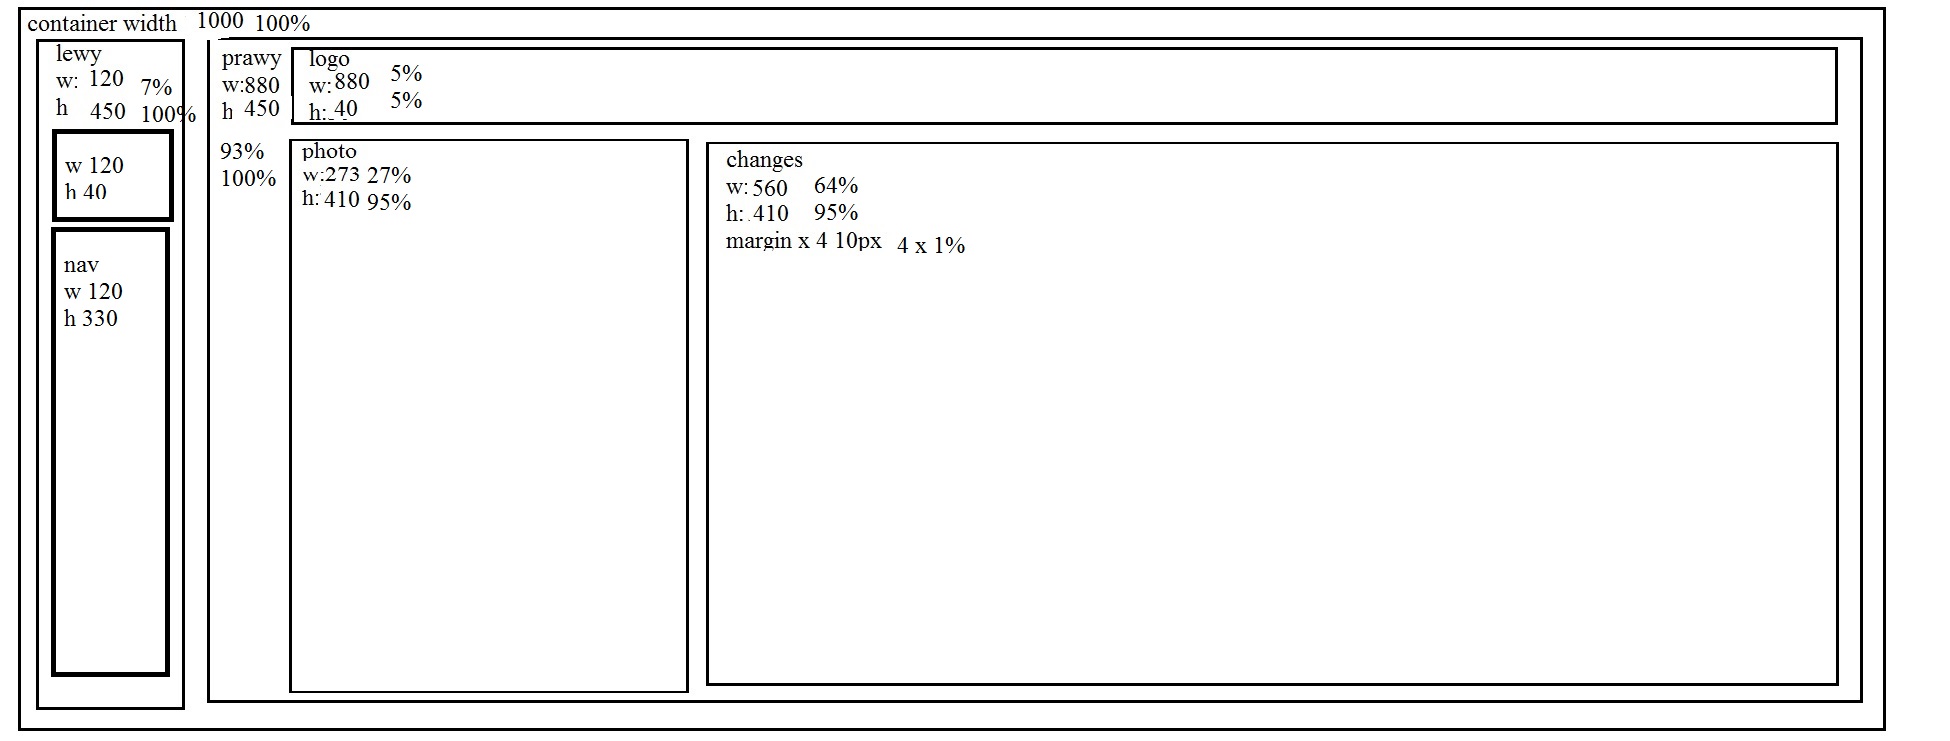 container width 1000 100%
lewy
w: 120 7%
h 450 100%
w 120
h 40
nav
w 120
h 330
prawy
w:880
h 450
93%
100%
logo
w:880 5%
h: 40 5%
photo
w:273 27%
h: 410 95%
changes
w: 560 64%
h: 410 95%
margin x 4 10px 4 x 1%